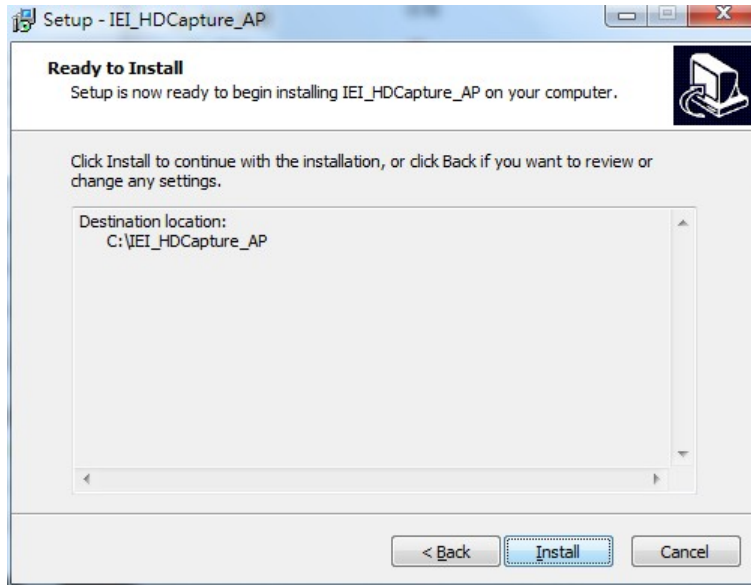 Setup - IEI_HDCapture_AP
Ready to Install
Setup is now ready to begin installing IEI_HDCapture_AP on your computer.
Click Install to continue with the installation, or click Back if you want to review or
change any settings.
Destination location:
C:\IEI_HDCapture_AP
< Back
Install
Cancel